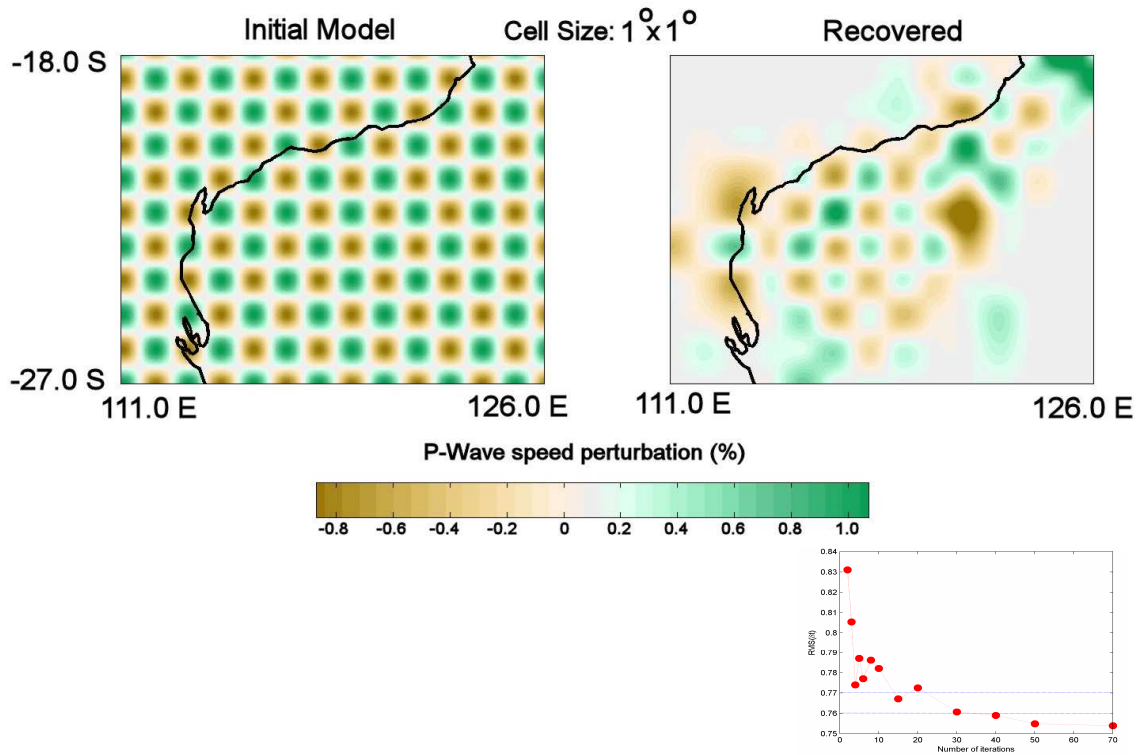 Initial Model
Cell Size: 1°x1°
Recovered
-18.0 S
-27.0 S
111.0 E
126.0 E
111.0 E
126.0 E
P-Wave speed perturbation (%)
-0.8 -0.6 -0.4 -0.2 0 0.2 0.4 0.6 0.8 1.0
0.84
0.83
0.82
0.81
0.8
0.79
0.78
0.77
0.76
0.75
RMS(it)
0 10 20 30 40 50 60 70
Number of iterations